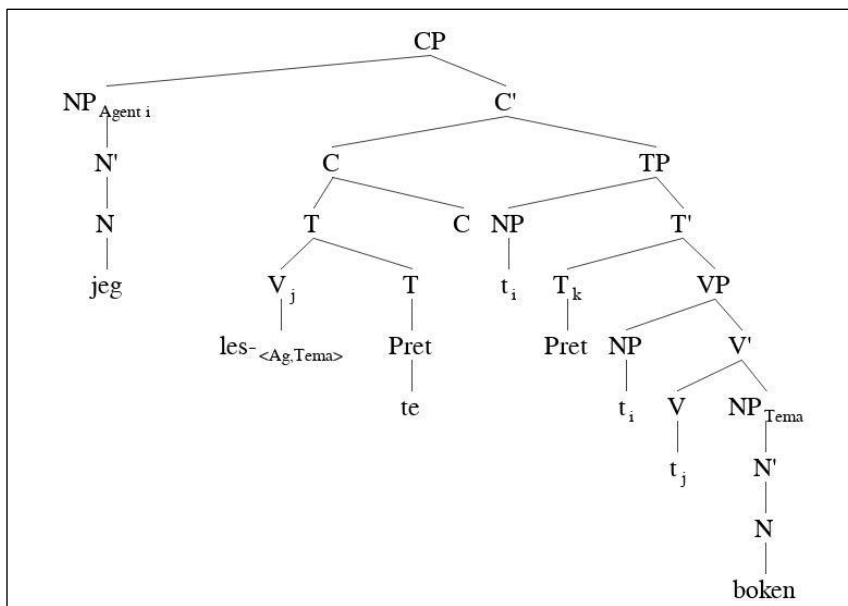 CP
NP Agent i C'
N' C TP
N T C NP T'
jeg V j T t i T k VP
les-<Ag,Tema> Pret Pret NP V'
te t i V NP Tema
t j N'
N
boken